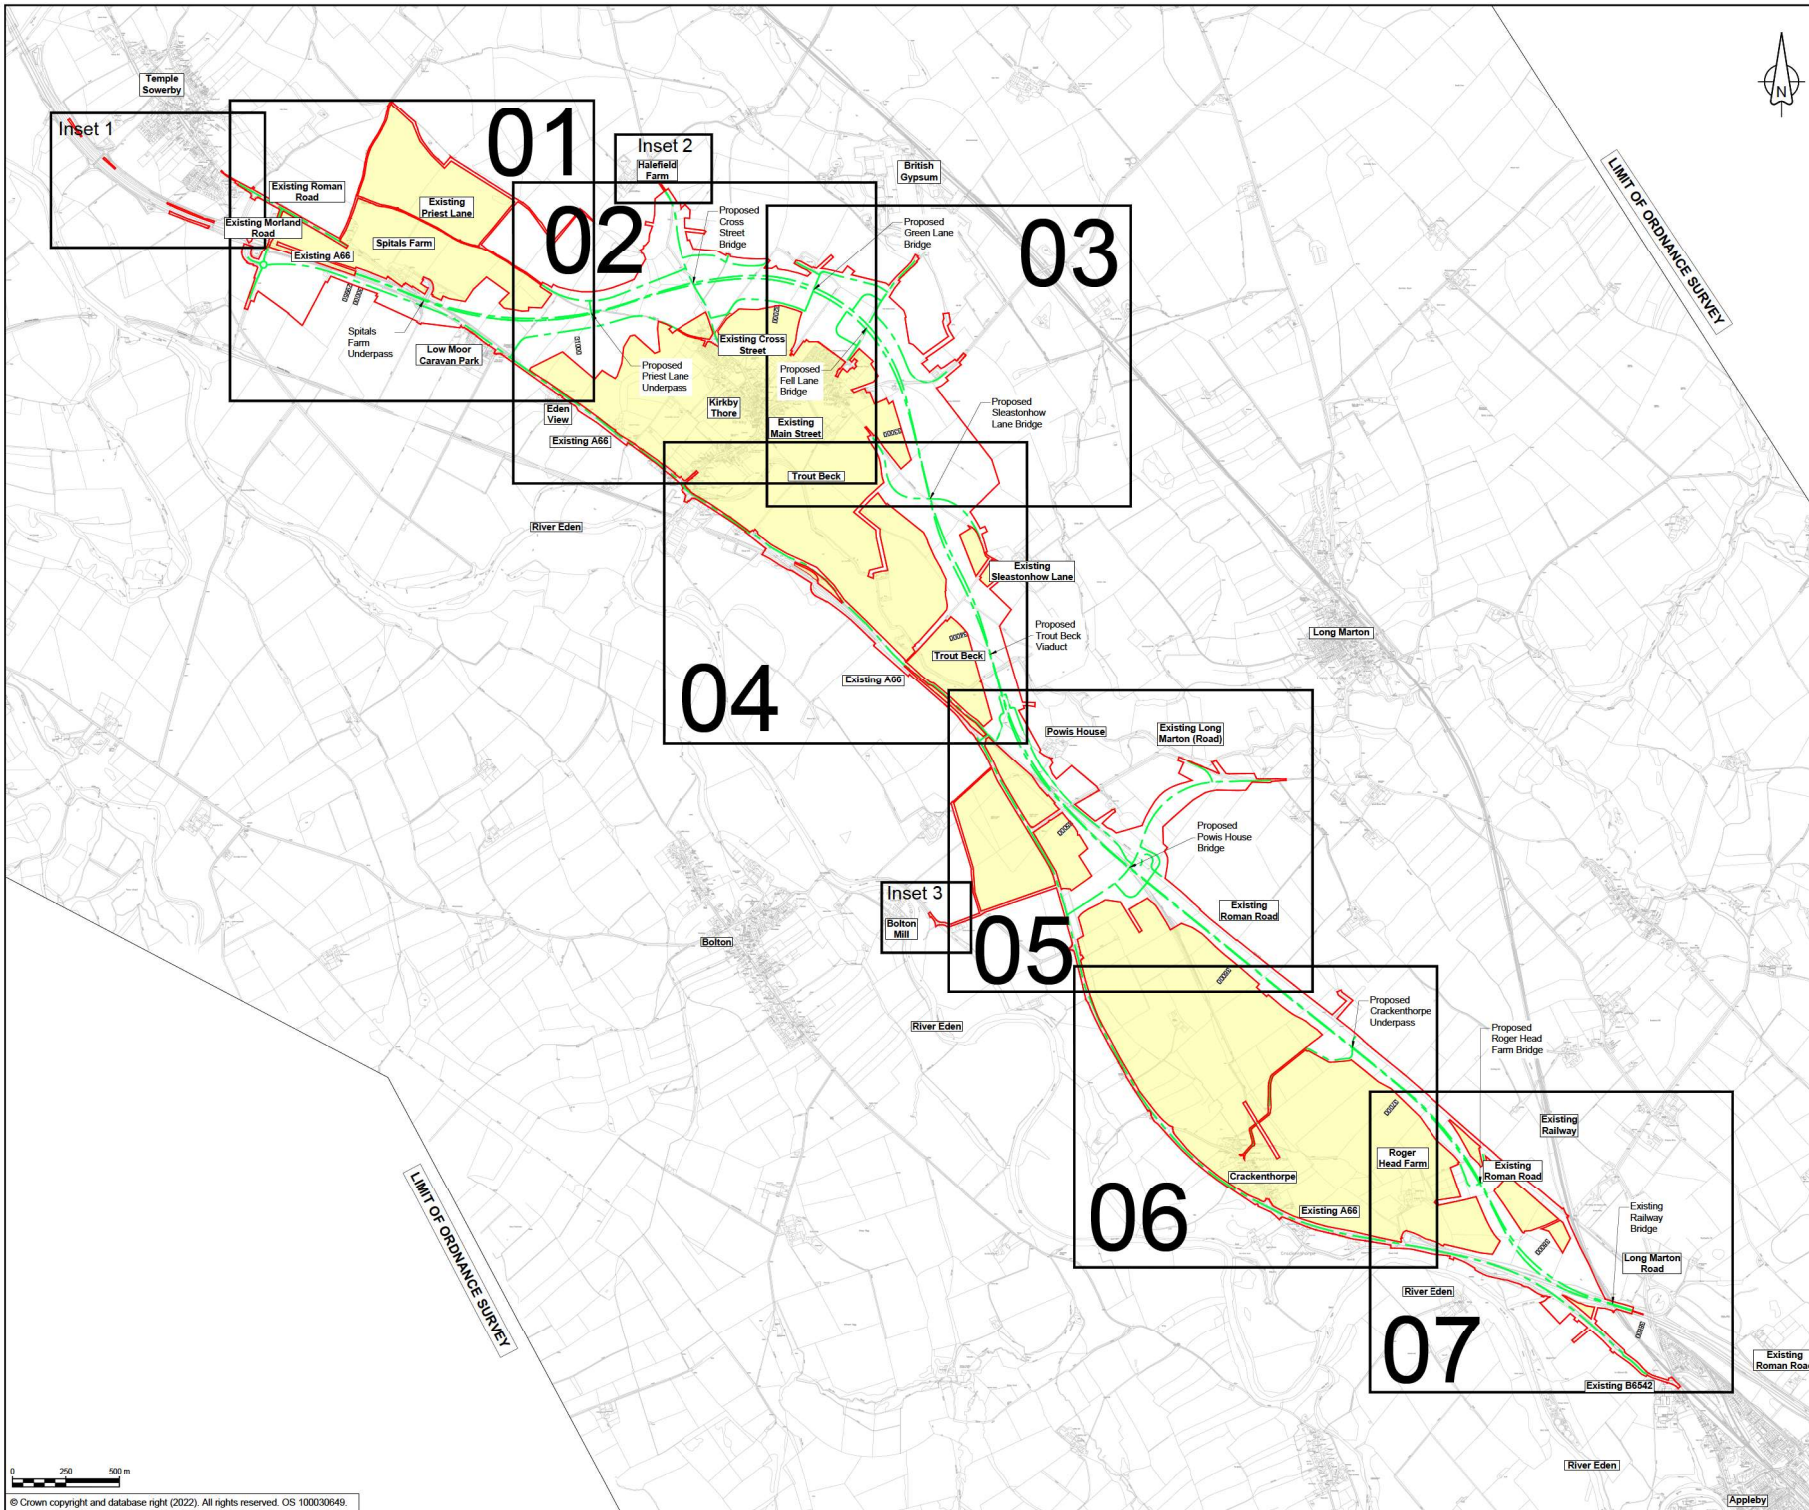 Temple
Sowerby
Inset 1
01
Existing Roman
Road
Existing
Priest Lane
Existing Morland
Road
Spitals Farm
Existing A66
Spitals
Farm
Underpass
Low Moor
Caravan Park
Inset 2
Halefield
Farm
02
Proposed
Cross
Street
Bridge
British
Gypsum
Proposed
Green Lane
Bridge
03
LIMIT OF ORDNANCE SURVEY
N
Existing Cross
Street
Proposed
Priest Lane
Underpass
Proposed
Fell Lane
Bridge
Kirkby
Thore
Eden
View
Existing A66
Existing
Main Street
Proposed
Sleastonhow
Lane Bridge
Trout Beck
River Eden
Existing
Sleastonhow Lane
Proposed
Trout Beck
Viaduct
Long Marton
Trout Beck
Existing A66
04
Powis House
Existing Long
Marton (Road)
Proposed
Powis House
Bridge
Inset 3
Bolton
Mill
05
Existing
Roman Road
Bolton
River Eden
Proposed
Crackenthorpe
Underpass
Proposed
Roger Head
Farm Bridge
Existing
Railway
Roger
Head Farm
Existing
Roman Road
Crackenthorpe
06
Existing A66
Existing
Railway
Bridge
Long Marton
Road
River Eden
07
Existing
Roman Road
Existing B6542
LIMIT OF ORDNANCE SURVEY
River Eden
Appleby
0 250 500 m
© Crown copyright and database right (2022). All rights reserved. OS 100030649.